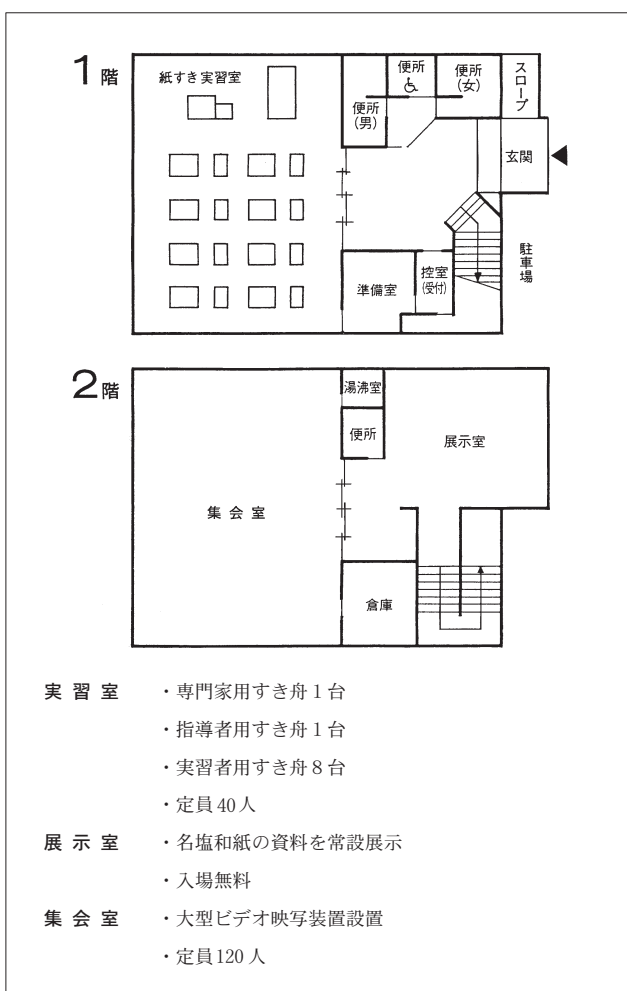 1階
紙すき実習室
便所
(男)
便所
便所
(女)
スロープ
玄関
駐車場
準備室
控室
(受付)
2階
湯沸室
便所
展示室
集会室
倉庫
実習室 ・専門家用すき舟1台
・指導者用すき舟1台
・実習者用すき舟8台
・定員40人
展示室 ・名塩和紙の資料を常設展示
・入場無料
集会室 ・大型ビデオ映写装置設置
・定員120人